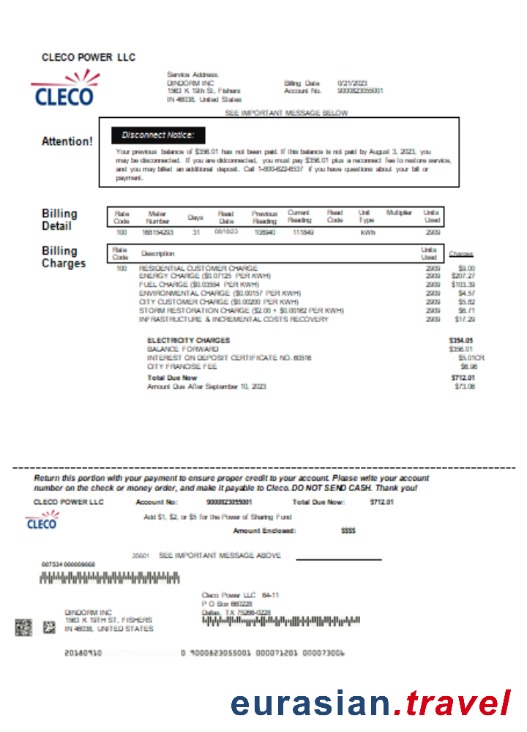 CLECO POWER LLC
CLECO
Service Address.
DINDORM INC
1563 K 19th St, Fishers
IN 46038, United States
Billing Date 0/21/2023
Account No. 9000823055001
SEE IMPORTANT MESSAGE BELOW
Attention!
Disconnect Notice:
Your previous balance of $356.01 has not been paid. If this balance is not paid by August 3, 2023, you
may be disconnected. If you are disconnected, you must pay $356.01 plus a reconnect fee to restore service,
and you may billed an additional deposit. Call 1-800-622-6537 if you have questions about your bill or
payment.
Billing Detail
Rate Code Meter Number Days Read Date Previous Reading Current Reading Read Code Unit Type Multiplier Units Used
100 168154293 31 108940 111849 kWh 2909
Billing Charges
Rate Code Description Units Used Charges
100 RESIDENTIAL CUSTOMER CHARGE 2909 $9.00
ENERGY CHARGE ($0.07125 PER KWH) 2909 $207.27
FUEL CHARGE ($0.03554 PER KWH) 2909 $103.39
ENVIRONMENTAL CHARGE ($0.00157 PER KWH) 2909 $4.57
CITY CUSTOMER CHARGE ($0.00200 PER KWH) 2909 $5.82
STORM RESTORATION CHARGE ($2.00 + $0.00162 PER KWH) 2909 $6.71
INFRASTRUCTURE & INCREMENTAL COSTS RECOVERY 2909 $17.29
ELECTRICITY CHARGES $354.05
BALANCE FORWARD $356.01
INTEREST ON DEPOSIT CERTIFICATE NO. 60516 $5.01CR
CITY FRANCISE FEE $6.96
Total Due Now $712.01
Amount Due After September 10, 2023 $73.06
Return this portion with your payment to ensure proper credit to your account. Please write your account
number on the check or money order, and make it payable to Cleco. DO NOT SEND CASH. Thank you!
CLECO POWER LLC Account No: 9000823055001 Total Due Now: $712.01
CLECO
Add $1, $2, or $5 for the Power of Sharing Fund
Amount Enclosed: $$$$
35601 SEE IMPORTANT MESSAGE ABOVE
007534 000009068
Cleco Power LLC 64-11
P O Box 660228
Dallas, TX 75266-0228
DINDORM INC
1563 K 19TH ST, FISHERS
IN 46038, UNITED STATES
20180910 0 9000823055001 000071201 000073006
eurasian.travel